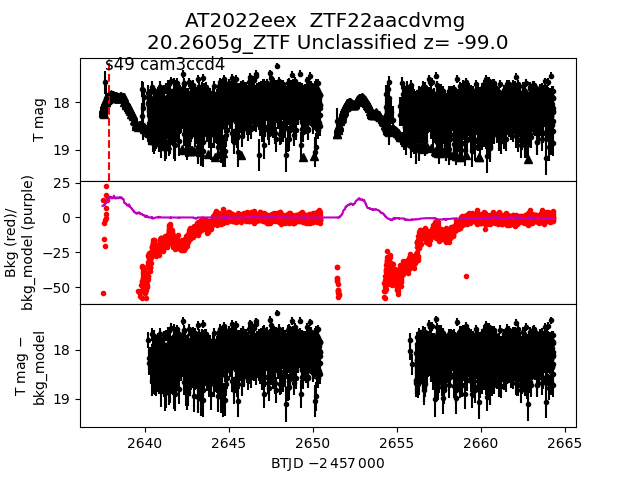 AT2022eex  ZTF22aacdvmg
20.2605g_ZTF Unclassified z= -99.0
s49 cam3ccd4
18
19
T mag
25
0
−25
−50
Bkg (red)/
bkg_model (purple)
18
19
T mag −
bkg_model
2640
2645
2650
2655
2660
2665
BTJD −2 457 000